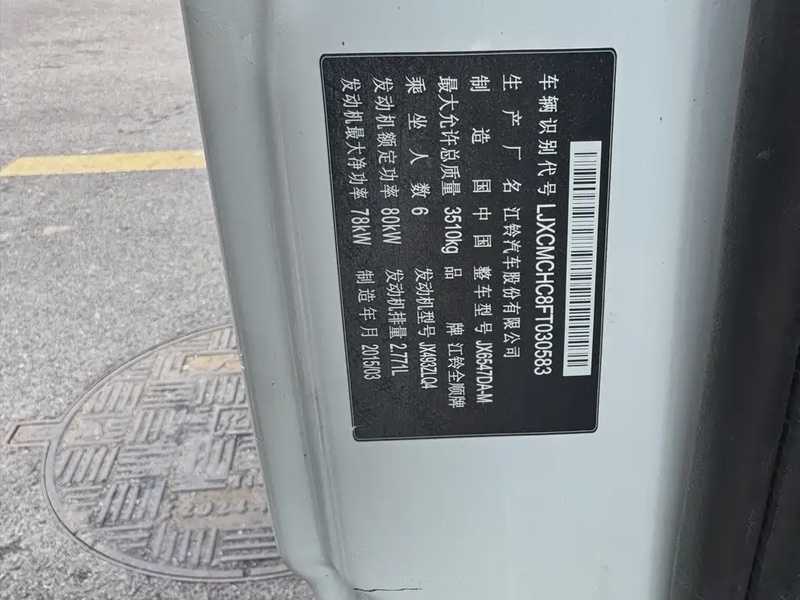 车辆识别代号 LJXCMCHC8FT030583
生产厂名 江铃汽车股份有限公司
制造国 中国 整车型号 JX6547DA-M
最大允许总质量 3510kg 品牌 江铃全顺牌
乘坐人数 6 发动机型号 JX493ZLQ4
发动机额定功率 80kW 发动机排量 2.771L
发动机最大净功率 78kW 制造年月 2015/03